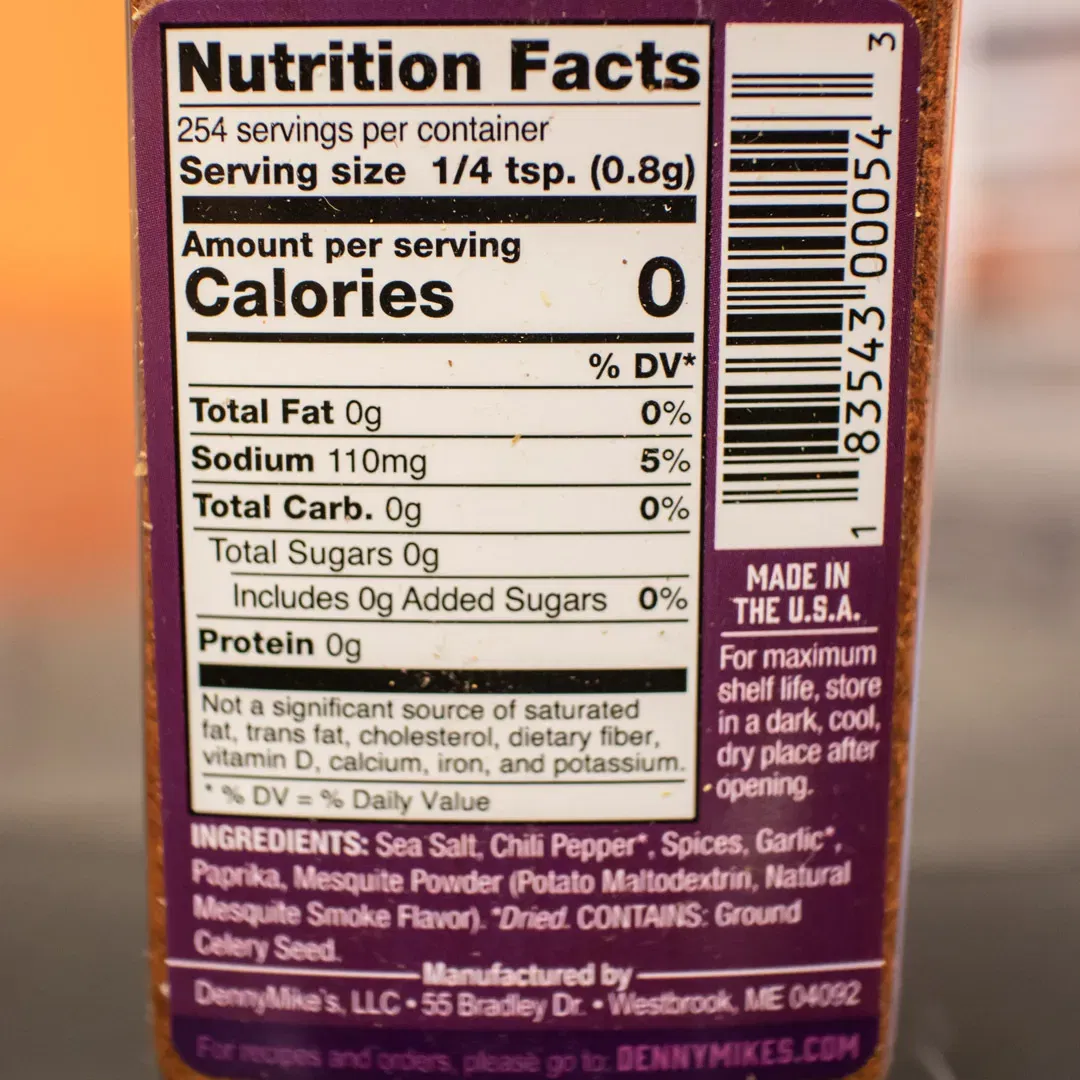 Nutrition Facts
254 servings per container
Serving size 1/4 tsp. (0.8g)
Amount per serving
Calories 0
% DV*
Total Fat 0g 0%
Sodium 110mg 5%
Total Carb. 0g 0%
Total Sugars 0g
Includes 0g Added Sugars 0%
Protein 0g
Not a significant source of saturated
fat, trans fat, cholesterol, dietary fiber,
vitamin D, calcium, iron, and potassium.
* % DV = % Daily Value
1 83543 00054 3
MADE IN
THE U.S.A.
For maximum
shelf life, store
in a dark, cool,
dry place after
opening.
INGREDIENTS: Sea Salt, Chili Pepper*, Spices, Garlic*,
Paprika, Mesquite Powder (Potato Maltodextrin, Natural
Mesquite Smoke Flavor). *Dried. CONTAINS: Ground
Celery Seed.
Manufactured by
DennyMike's, LLC • 55 Bradley Dr. • Westbrook, ME 04092
For recipes and orders, please go to: DENNYMIKES.COM